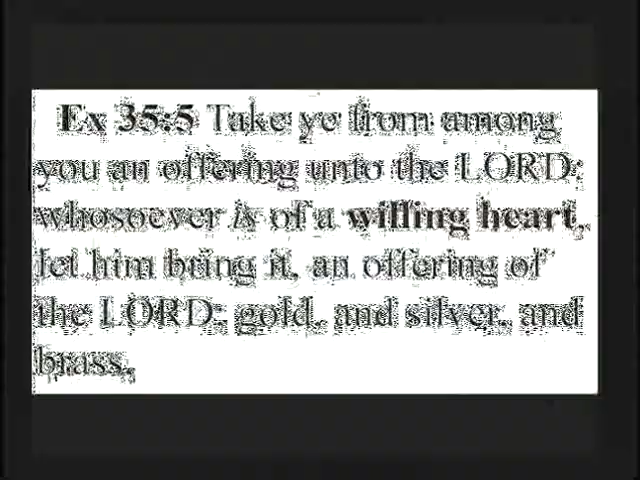 Ex 35:5 Take ye from among
you an offering unto the LORD:
whosoever is of a willing heart,
let him bring it, an offering of
the LORD; gold, and silver, and
brass,